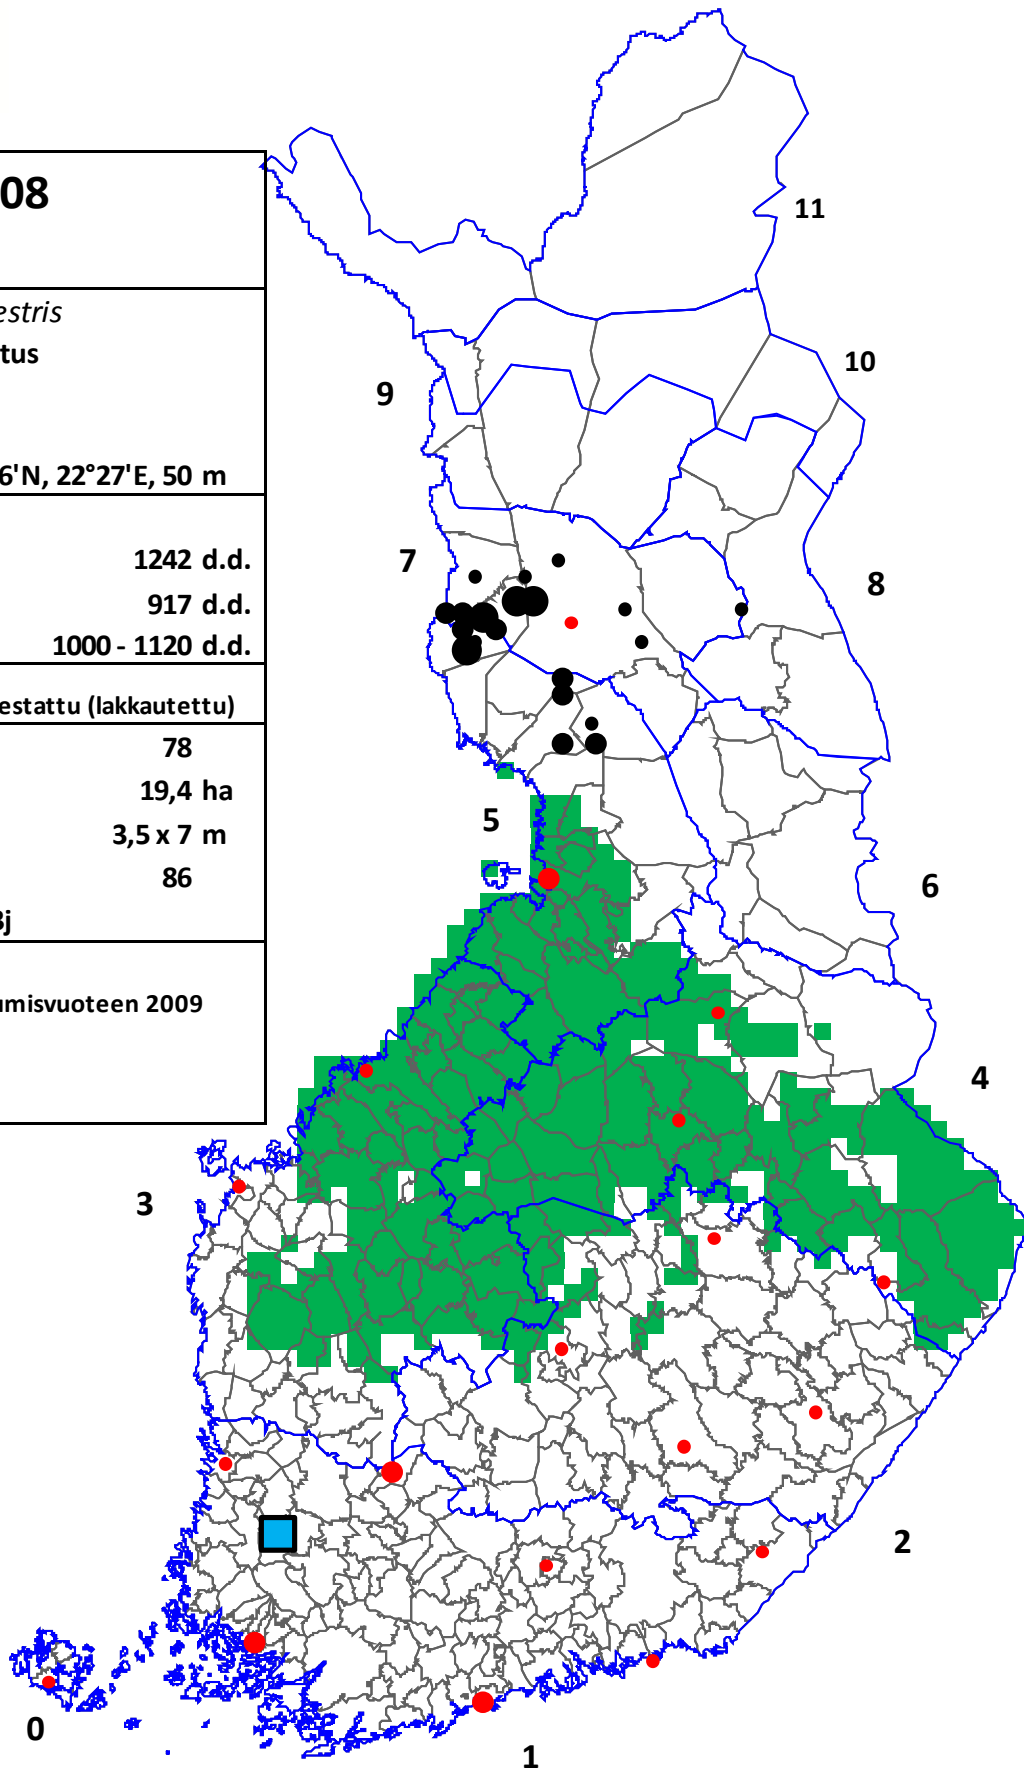 08
estris
tus
6'N, 22°27'E, 50 m
1242 d.d.
917 d.d.
1000 - 1120 d.d.
estattu (lakkautettu)
78
19,4 ha
3,5 x 7 m
86
Bj
umisvuoteen 2009
11
10
9
7
8
5
6
4
3
2
0
1